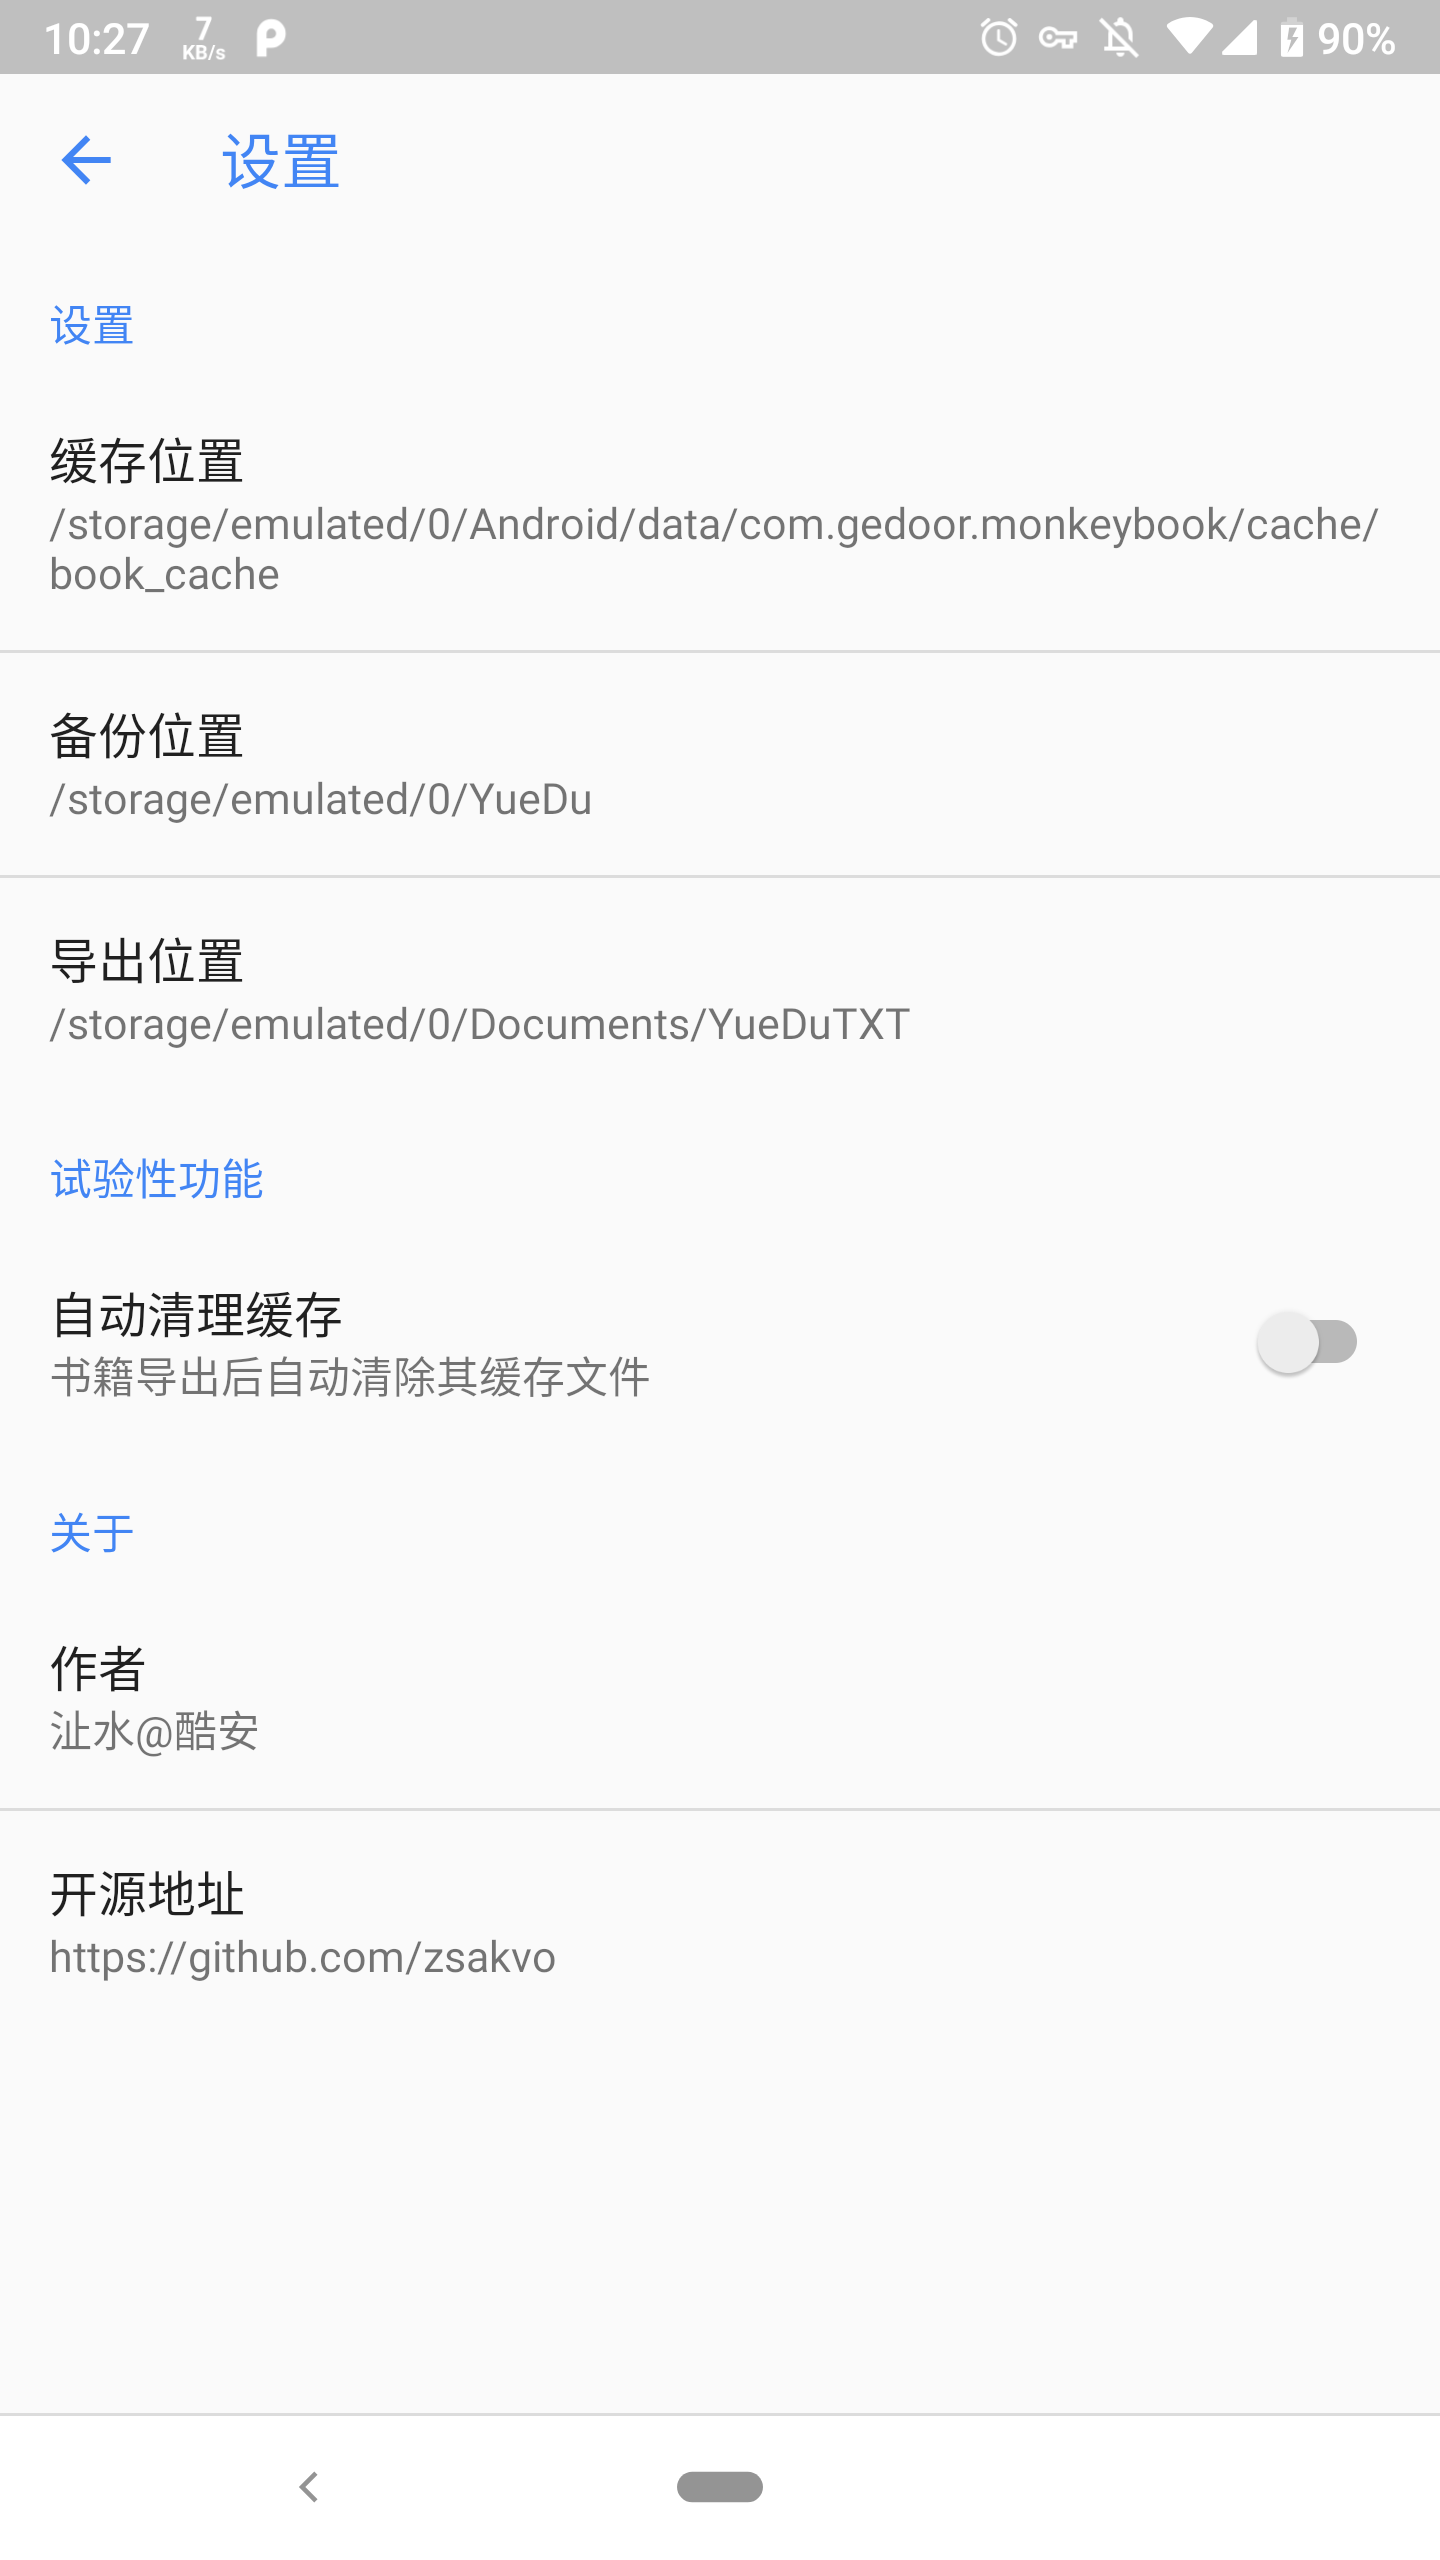 10:27
7
KB/s
90%
设置
设置
缓存位置
/storage/emulated/0/Android/data/com.gedoor.monkeybook/cache/
book_cache
备份位置
/storage/emulated/0/YueDu
导出位置
/storage/emulated/0/Documents/YueDuTXT
试验性功能
自动清理缓存
书籍导出后自动清除其缓存文件
关于
作者
沚水@酷安
开源地址
https://github.com/zsakvo